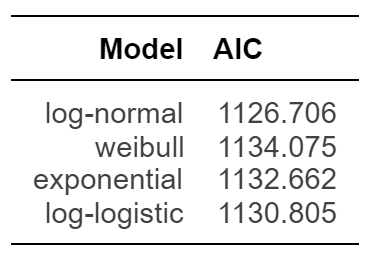 Model AIC
log-normal 1126.706
weibull 1134.075
exponential 1132.662
log-logistic 1130.805